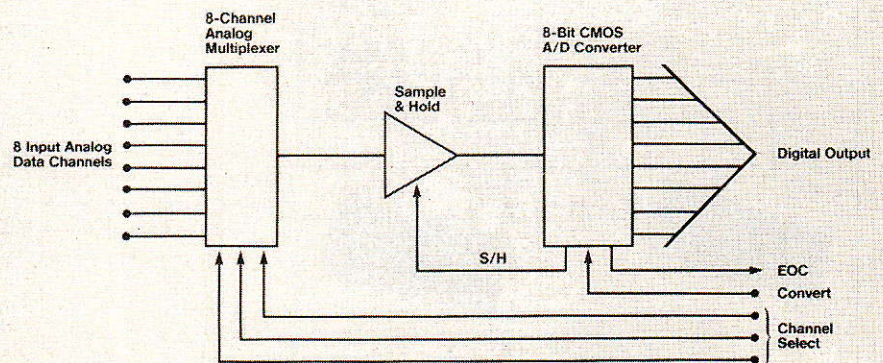 8-Channel
Analog
Multiplexer
8-Bit CMOS
A/D Converter
Sample
& Hold
8 Input Analog
Data Channels
Digital Output
S/H
EOC
Convert
Channel
Select